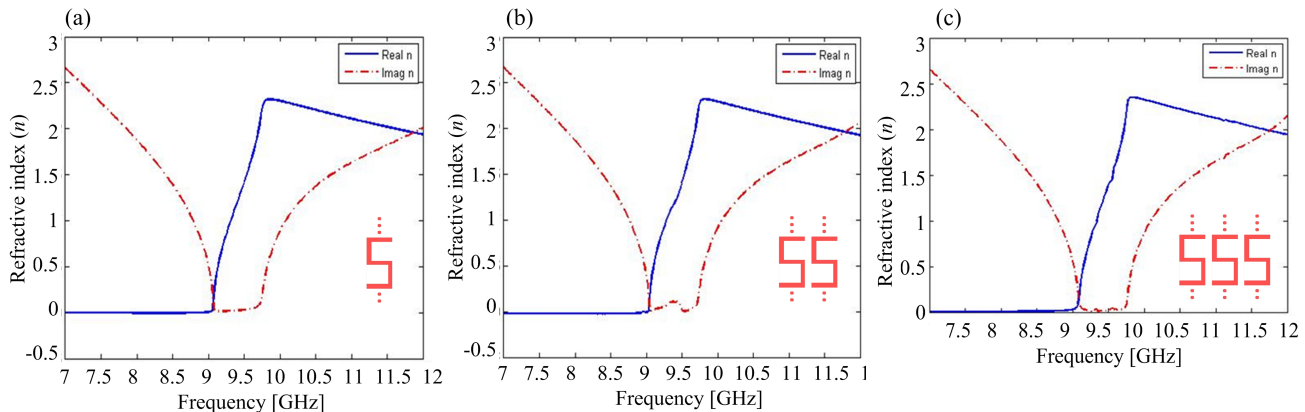 (a)
3
2.5
2
1.5
1
0.5
0
-0.5
Refractive index (n)
Real n
Imag n
7 7.5 8 8.5 9 9.5 10 10.5 11 11.5 12
Frequency [GHz]
(b)
3
2.5
2
1.5
1
0.5
0
-0.5
Refractive index (n)
Real n
Imag n
7 7.5 8 8.5 9 9.5 10 10.5 11 11.5 1
Frequency [GHz]
(c)
3
2.5
2
1.5
1
0.5
0
Refractive index (n)
Real n
Imag n
7.5 8 8.5 9 9.5 10 10.5 11 11.5 12
Frequency [GHz]